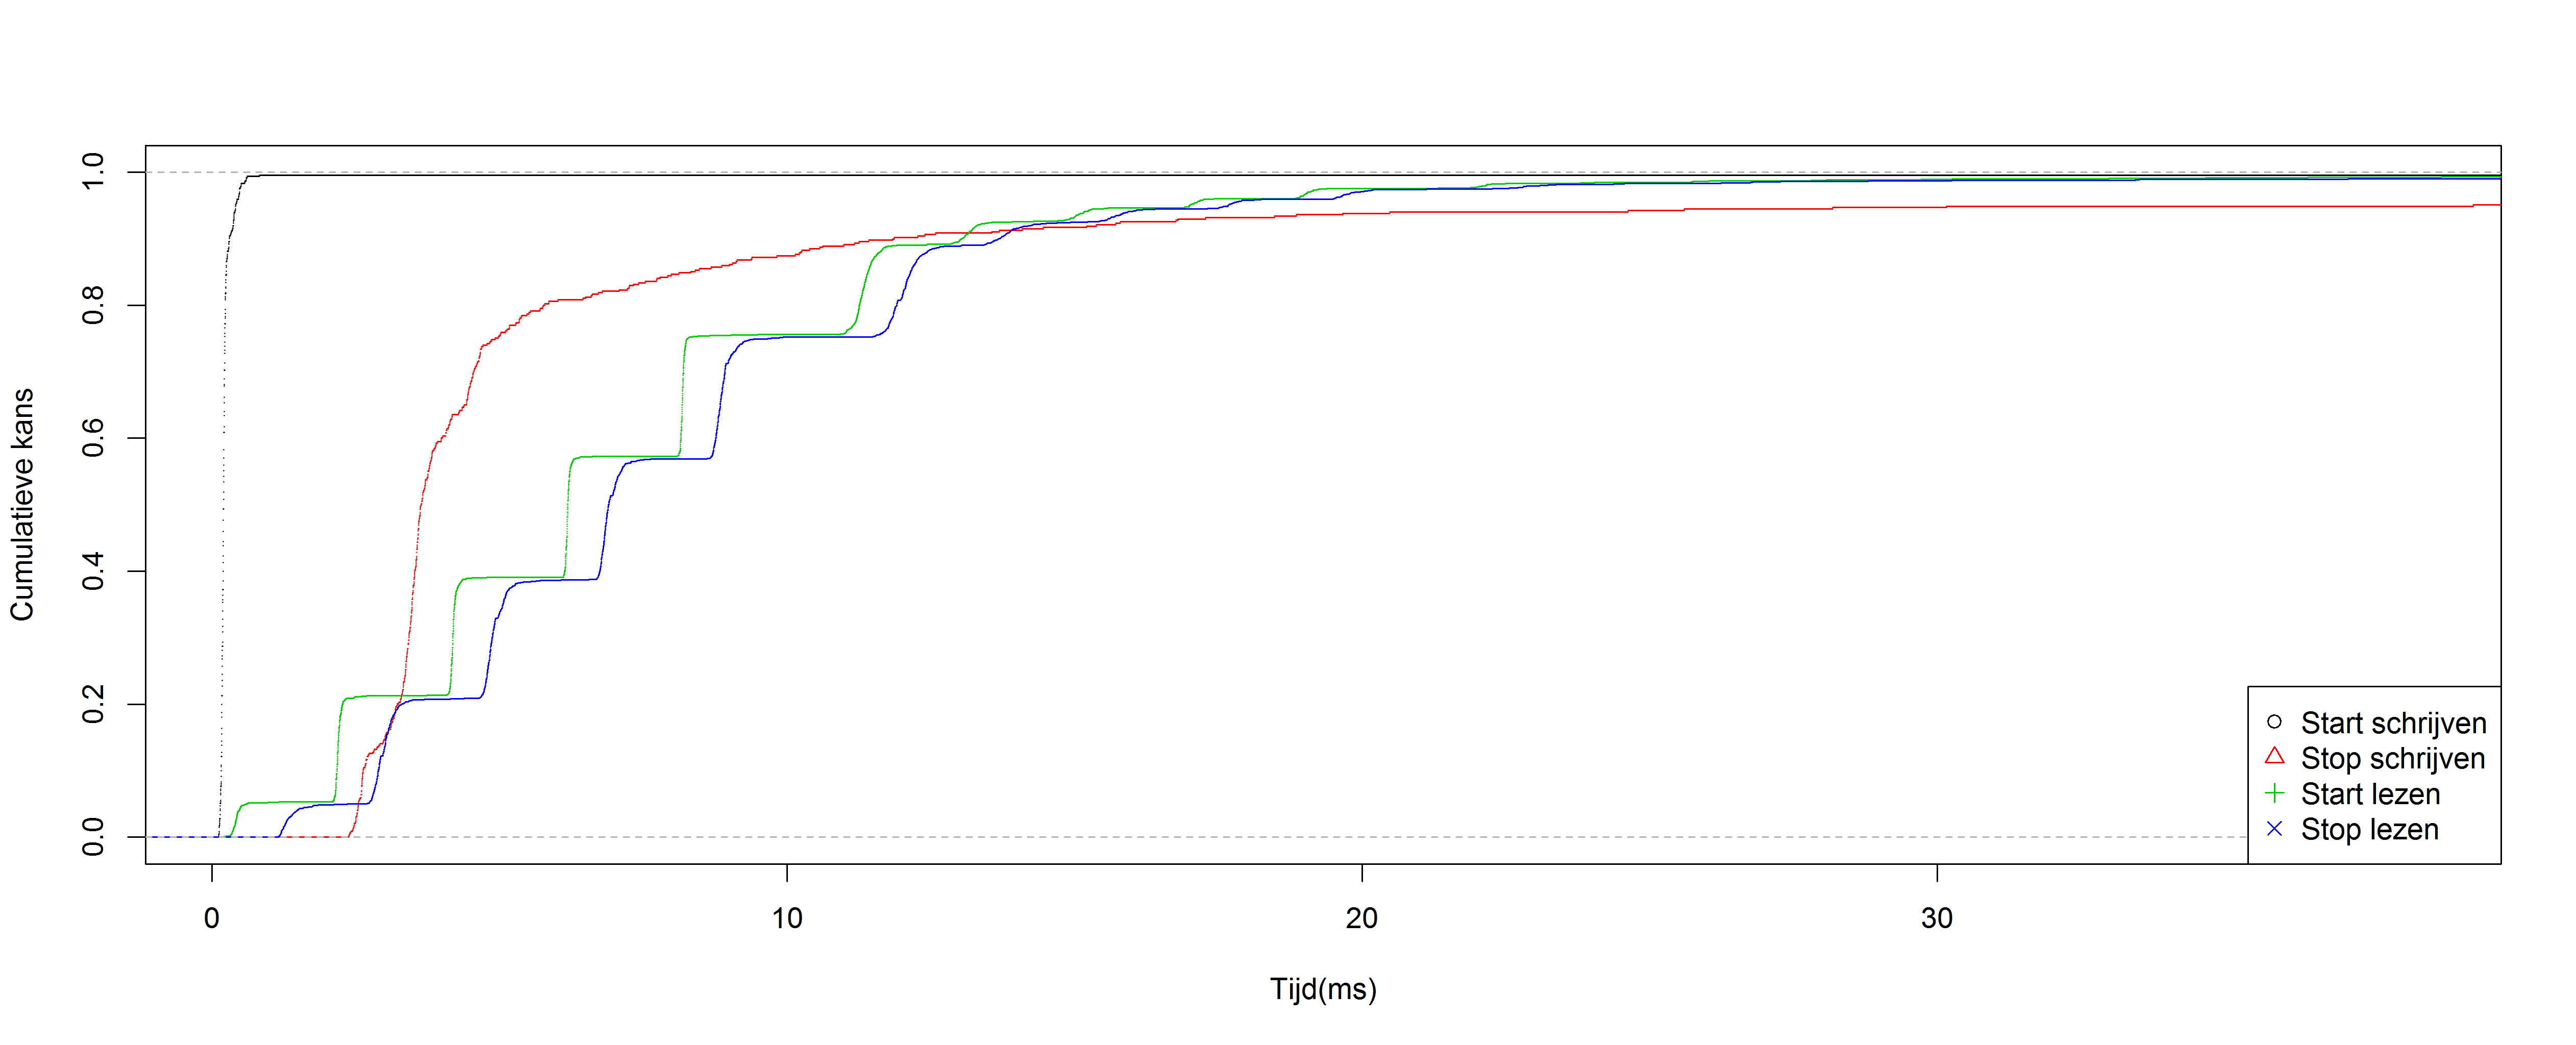 Cumulatieve kans
1.0
0.8
0.6
0.4
0.2
0.0
0 10 20 30
Tijd(ms)
Start schrijven
Stop schrijven
Start lezen
Stop lezen